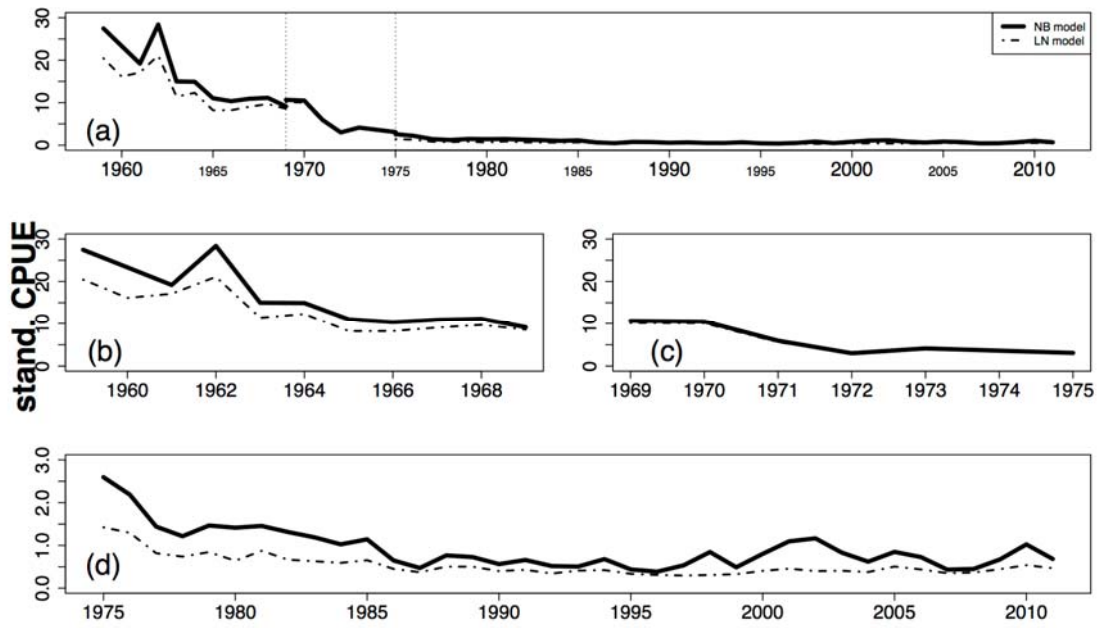 30
20
10
0
(a)
NB model
LN model
1960 1965 1970 1975 1980 1985 1990 1995 2000 2005 2010
stand. CPUE
30
20
10
0
(b)
1960 1962 1964 1966 1968
30
20
10
0
(c)
1969 1970 1971 1972 1973 1974 1975
3.0
2.0
1.0
0.0
(d)
1975 1980 1985 1990 1995 2000 2005 2010